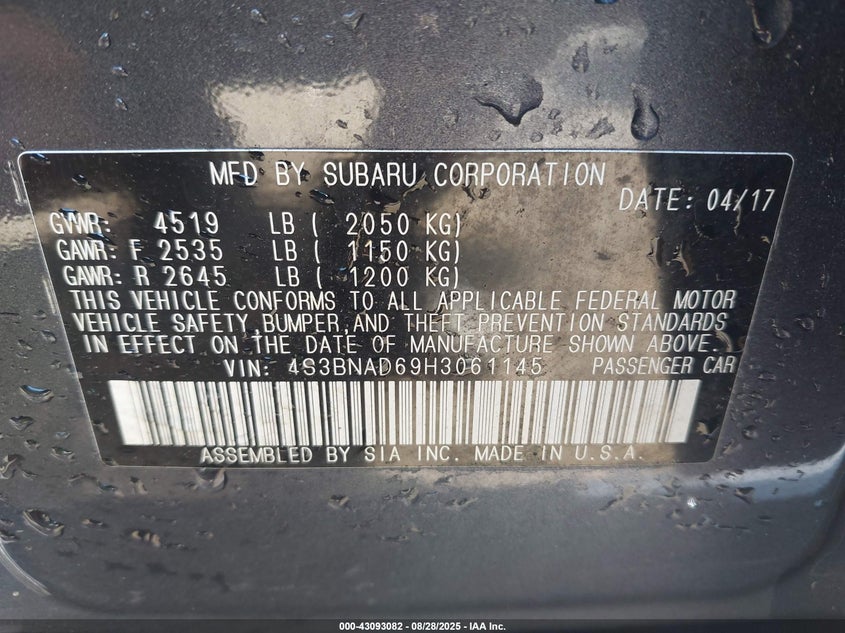 MFD BY SUBARU CORPORATION
DATE: 04/17
GVWR: 4519 LB ( 2050 KG)
GAWR: F 2535 LB ( 1150 KG)
GAWR: R 2645 LB ( 1200 KG)
THIS VEHICLE CONFORMS TO ALL APPLICABLE FEDERAL MOTOR
VEHICLE SAFETY,BUMPER,AND THEFT PREVENTION STANDARDS
IN EFFECT ON THE DATE OF MANUFACTURE SHOWN ABOVE.
VIN: 4S3BNAD69H3061145 PASSENGER CAR
ASSEMBLED BY SIA INC. MADE IN U.S.A.
000-43093082 - 08/28/2025 - IAA Inc.